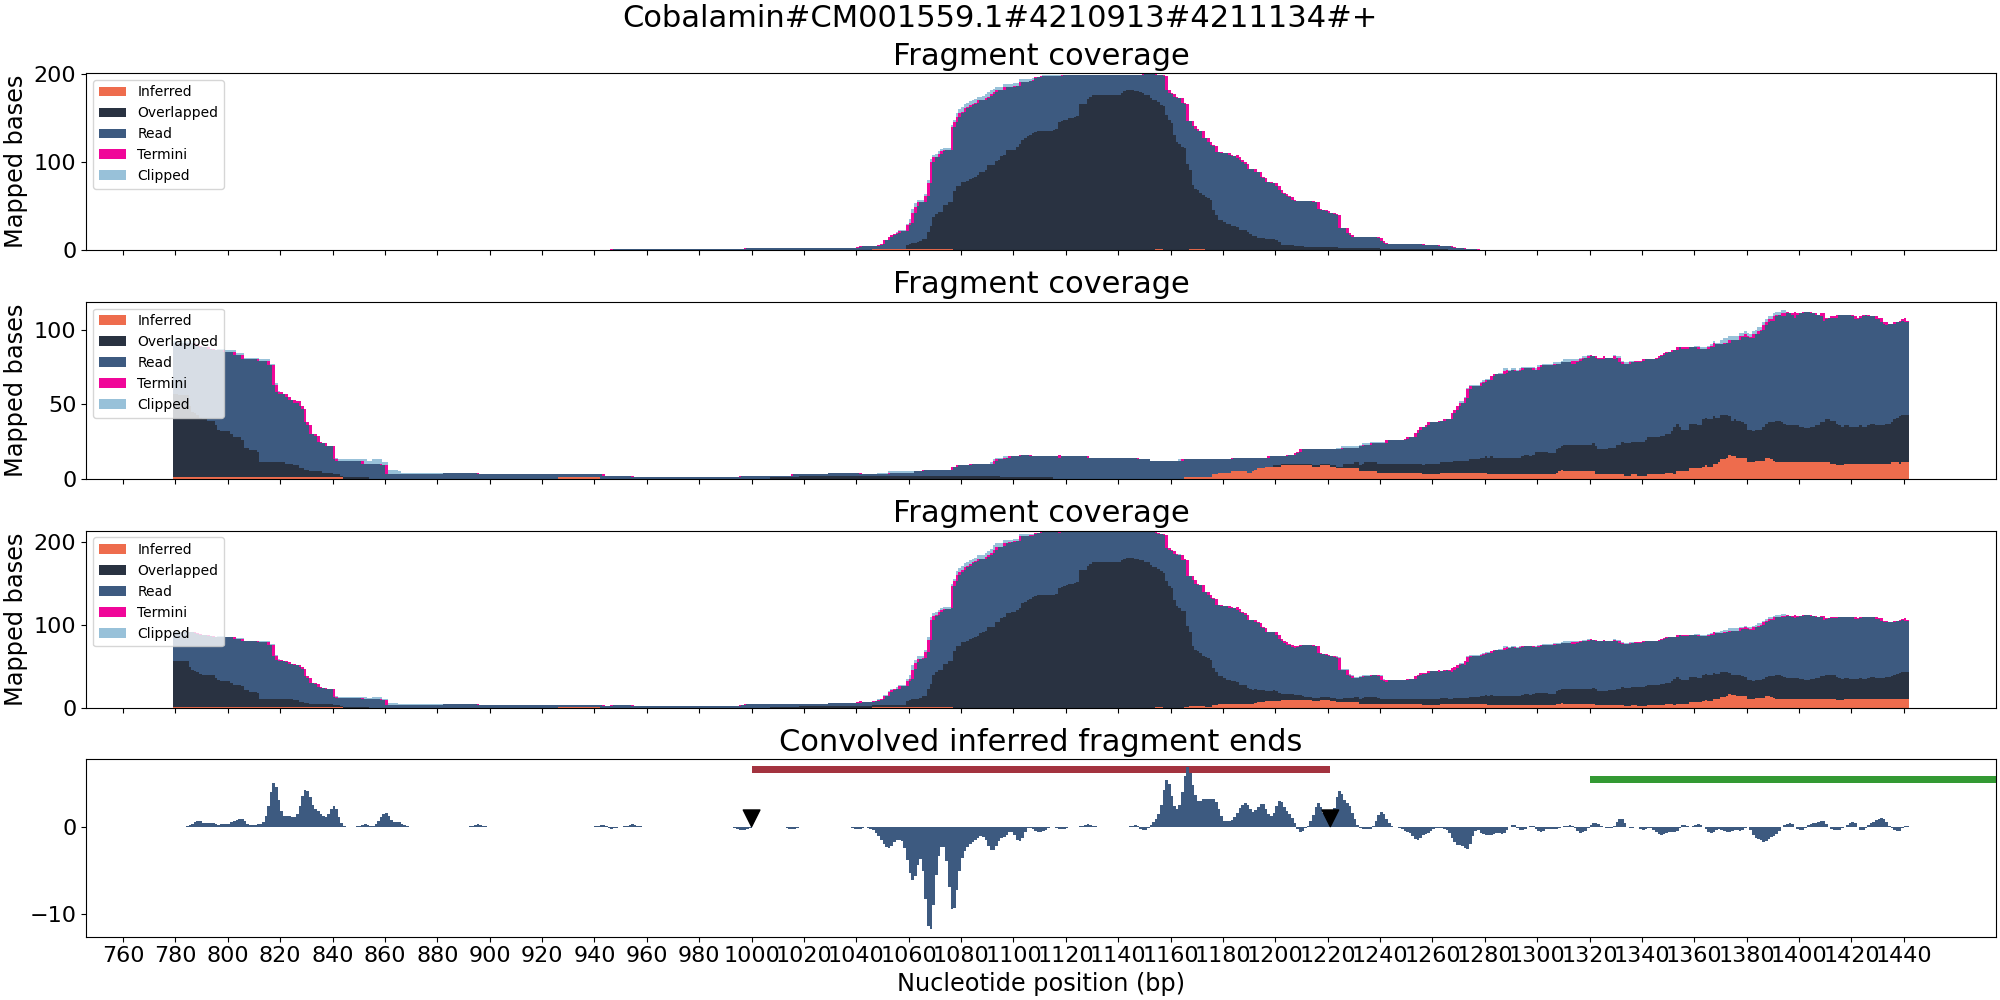 Cobalamin#CM001559.1#4210913#4211134#+
Fragment coverage
Mapped bases
200
100
0
Inferred
Overlapped
Read
Termini
Clipped
Fragment coverage
Mapped bases
100
50
0
Inferred
Overlapped
Read
Termini
Clipped
Fragment coverage
Mapped bases
200
100
0
Inferred
Overlapped
Read
Termini
Clipped
Convolved inferred fragment ends
0
−10
760 780 800 820 840 860 880 900 920 940 960 980 1000 1020 1040 1060 1080 1100 1120 1140 1160 1180 1200 1220 1240 1260 1280 1300 1320 1340 1360 1380 1400 1420 1440
Nucleotide position (bp)